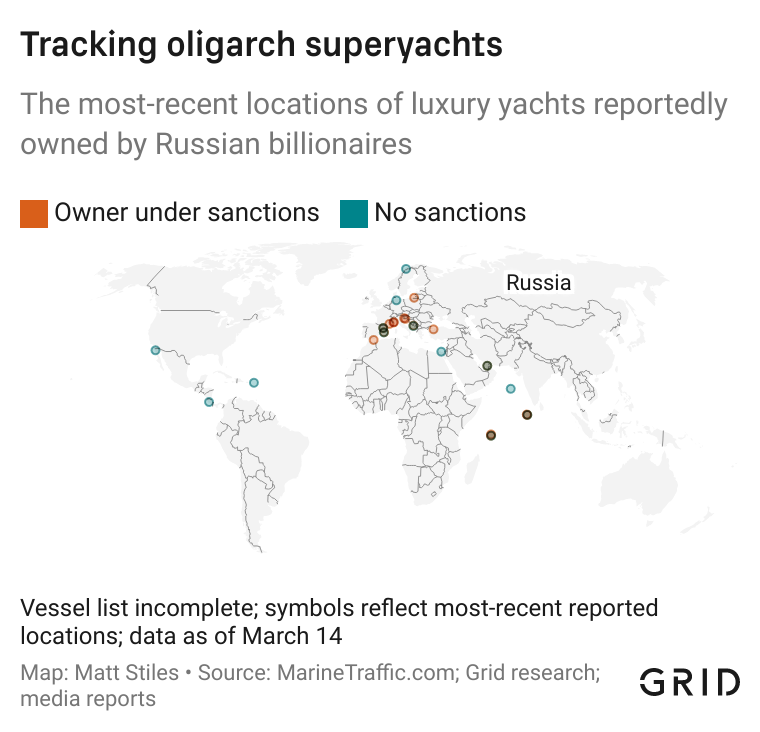 Tracking oligarch superyachts
The most-recent locations of luxury yachts reportedly
owned by Russian billionaires
Owner under sanctions No sanctions
Russia
Vessel list incomplete; symbols reflect most-recent reported
locations; data as of March 14
Map: Matt Stiles • Source: MarineTraffic.com; Grid research;
media reports
GRID